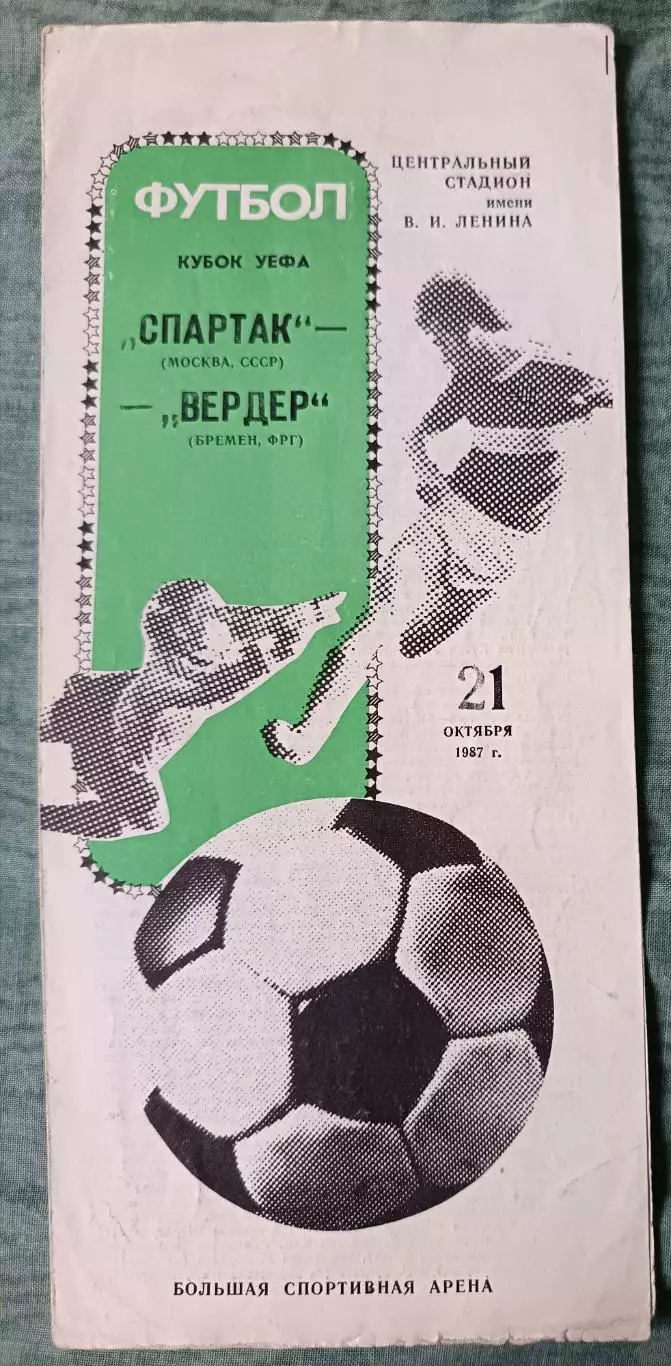 ФУТБОЛ
КУБОК УЕФА
„СПАРТАК“—
(МОСКВА, СССР)
— „ВЕРДЕР“
(БРЕМЕН, ФРГ)
ЦЕНТРАЛЬНЫЙ
СТАДИОН
имени
В. И. ЛЕНИНА
21
ОКТЯБРЯ
1987 г.
БОЛЬШАЯ СПОРТИВНАЯ АРЕНА